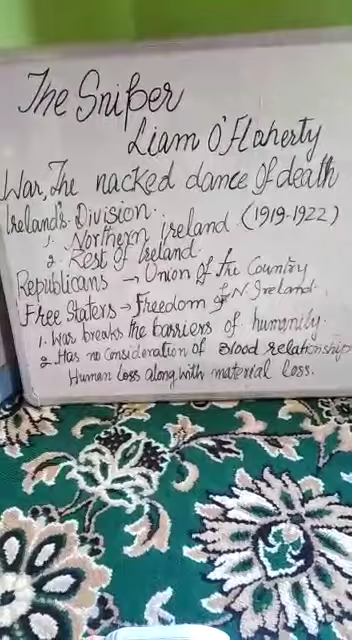 The Sniper
Liam O'Flaherty
War, The nacked dance Of death
Ireland's Division.
1. Northern ireland (1919-1922)
2. Rest of Ireland.
Republicans → Union of the Country
Free Staters → Freedom of N. Ireland.
1. War breaks the barriers of humanity.
2. Has no Consideration of Blood relationship
Human Loss along with material loss.